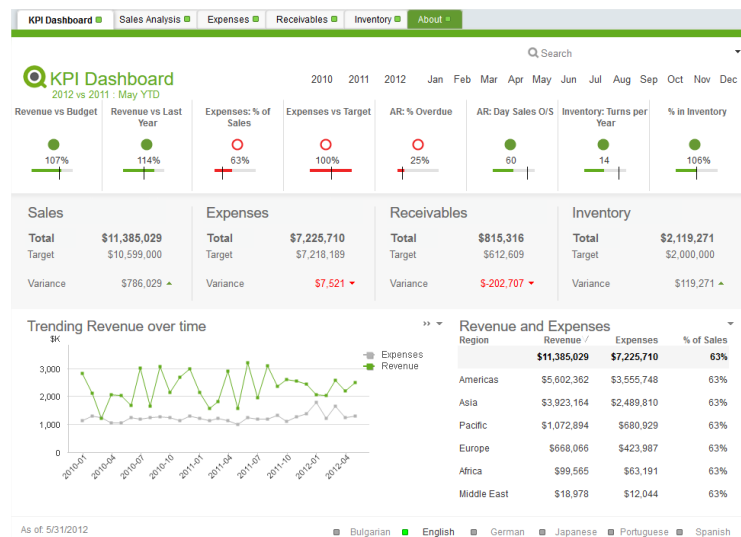 KPI Dashboard Sales Analysis Expenses Receivables Inventory About
Search
KPI Dashboard
2010 2011 2012 Jan Feb Mar Apr May Jun Jul Aug Sep Oct Nov Dec
2012 vs 2011 : May YTD
Revenue vs Budget Revenue vs Last Year Expenses: % of Sales Expenses vs Target AR: % Overdue AR: Day Sales O/S Inventory: Turns per Year % in Inventory
107% 114% 63% 100% 25% 60 14 106%
Sales Expenses Receivables Inventory
Total $11,385,029 Total $7,225,710 Total $815,316 Total $2,119,271
Target $10,599,000 Target $7,218,189 Target $612,609 Target $2,000,000
Variance $786,029 Variance $7,521 Variance $-202,707 Variance $119,271
Trending Revenue over time
$K
3,000
2,000
1,000
0
2010-01 2010-04 2010-07 2010-10 2011-01 2011-04 2011-07 2011-10 2012-01 2012-04
Expenses
Revenue
Revenue and Expenses
Region Revenue / Expenses % of Sales
$11,385,029 $7,225,710 63%
Americas $5,602,362 $3,555,748 63%
Asia $3,923,164 $2,489,810 63%
Pacific $1,072,894 $680,929 63%
Europe $668,066 $423,987 63%
Africa $99,565 $63,191 63%
Middle East $18,978 $12,044 63%
As of: 5/31/2012
Bulgarian English German Japanese Portuguese Spanish